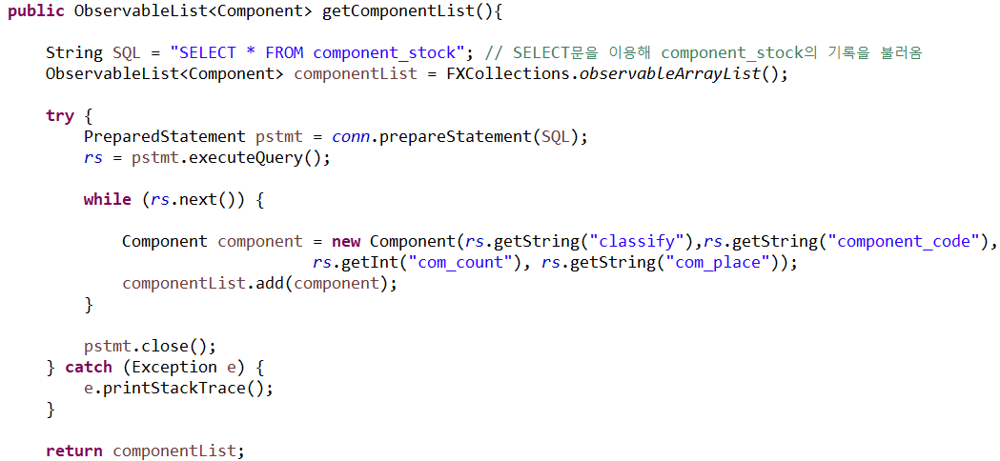 public ObservableList<Component> getComponentList(){
String SQL = "SELECT * FROM component_stock"; // SELECT문을 이용해 component_stock의 기록을 불러옴
ObservableList<Component> componentList = FXCollections.observableArrayList();
try {
PreparedStatement pstmt = conn.prepareStatement(SQL);
rs = pstmt.executeQuery();
while (rs.next()) {
Component component = new Component(rs.getString("classify"),rs.getString("component_code"),
rs.getInt("com_count"), rs.getString("com_place"));
componentList.add(component);
}
pstmt.close();
} catch (Exception e) {
e.printStackTrace();
}
return componentList;